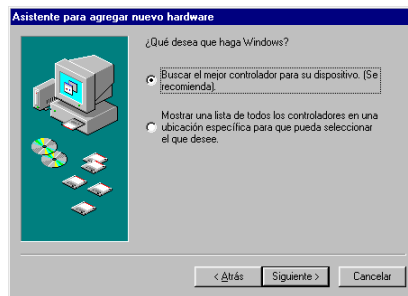 Asistente para agregar nuevo hardware
¿Qué desea que haga Windows?
Buscar el mejor controlador para su dispositivo. (Se
recomienda).
Mostrar una lista de todos los controladores en una
ubicación específica para que pueda seleccionar
el que desee.
< Atrás   Siguiente >   Cancelar